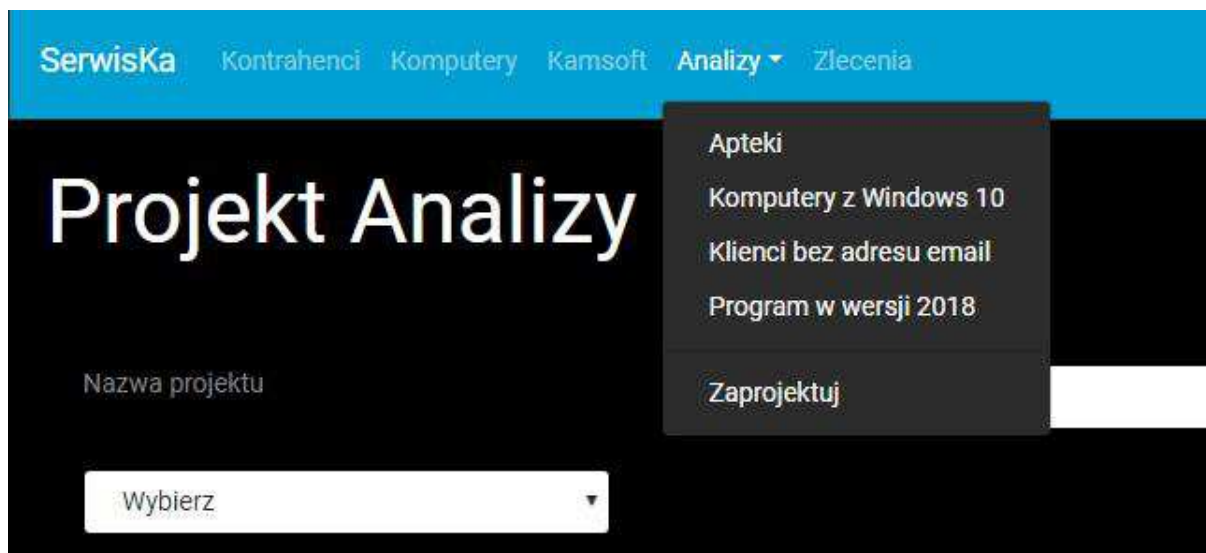 SerwisKa Kontrahenci Komputery Kamsoft Analizy Zlecenia
Apteki
Komputery z Windows 10
Klienci bez adresu email
Program w wersji 2018
Zaprojektuj
Projekt Analizy
Nazwa projektu
Wybierz